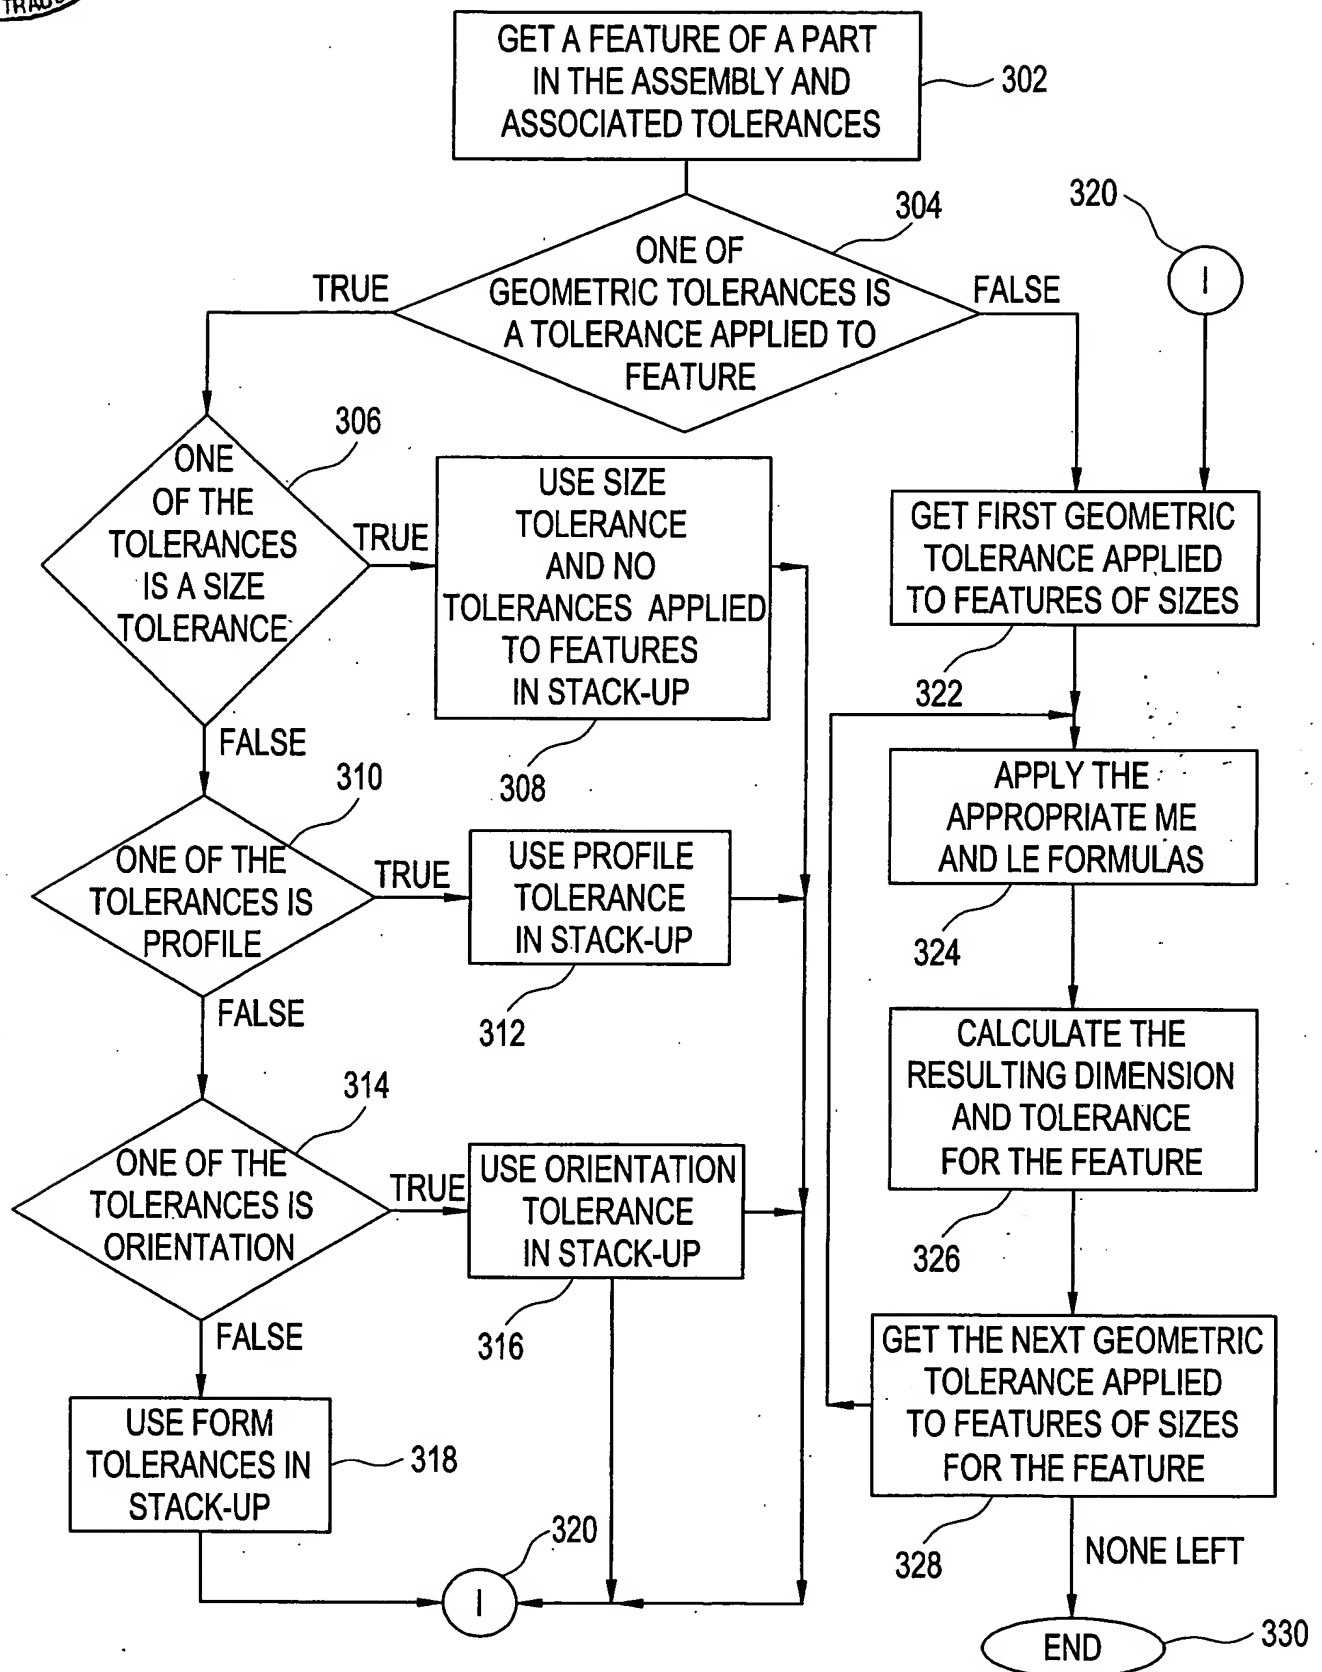 GET A FEATURE OF A PART
IN THE ASSEMBLY AND
ASSOCIATED TOLERANCES
302
304
ONE OF
GEOMETRIC TOLERANCES IS
A TOLERANCE APPLIED TO
FEATURE
TRUE
FALSE
320
I
306
ONE
OF THE
TOLERANCES
IS A SIZE
TOLERANCE
TRUE
USE SIZE
TOLERANCE
AND NO
TOLERANCES APPLIED
TO FEATURES
IN STACK-UP
308
FALSE
310
ONE OF THE
TOLERANCES IS
PROFILE
TRUE
USE PROFILE
TOLERANCE
IN STACK-UP
312
FALSE
314
ONE OF THE
TOLERANCES IS
ORIENTATION
TRUE
USE ORIENTATION
TOLERANCE
IN STACK-UP
316
FALSE
USE FORM
TOLERANCES IN
STACK-UP
318
320
I
GET FIRST GEOMETRIC
TOLERANCE APPLIED
TO FEATURES OF SIZES
322
APPLY THE
APPROPRIATE ME
AND LE FORMULAS
324
CALCULATE THE
RESULTING DIMENSION
AND TOLERANCE
FOR THE FEATURE
326
GET THE NEXT GEOMETRIC
TOLERANCE APPLIED
TO FEATURES OF SIZES
FOR THE FEATURE
328
NONE LEFT
END
330